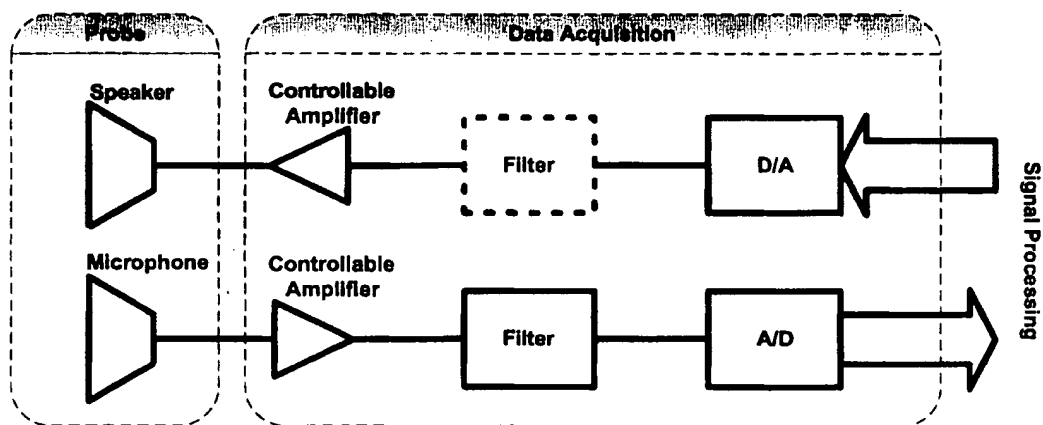 Probe
Data Acquisition
Speaker
Controllable
Amplifier
Filter
D/A
Signal Processing
Microphone
Controllable
Amplifier
Filter
A/D